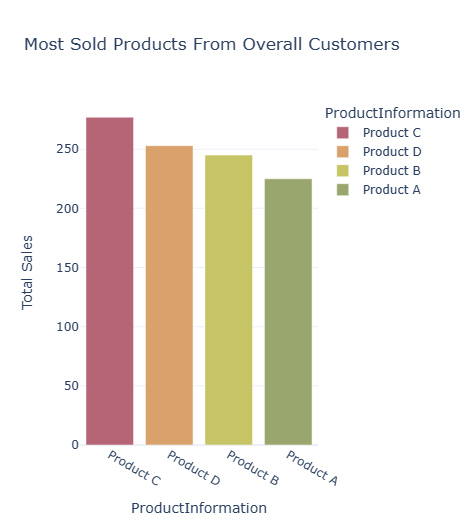 Most Sold Products From Overall Customers
ProductInformation
Product C
Product D
Product B
Product A
250
200
150
100
50
0
Total Sales
Product C
Product D
Product B
Product A
ProductInformation